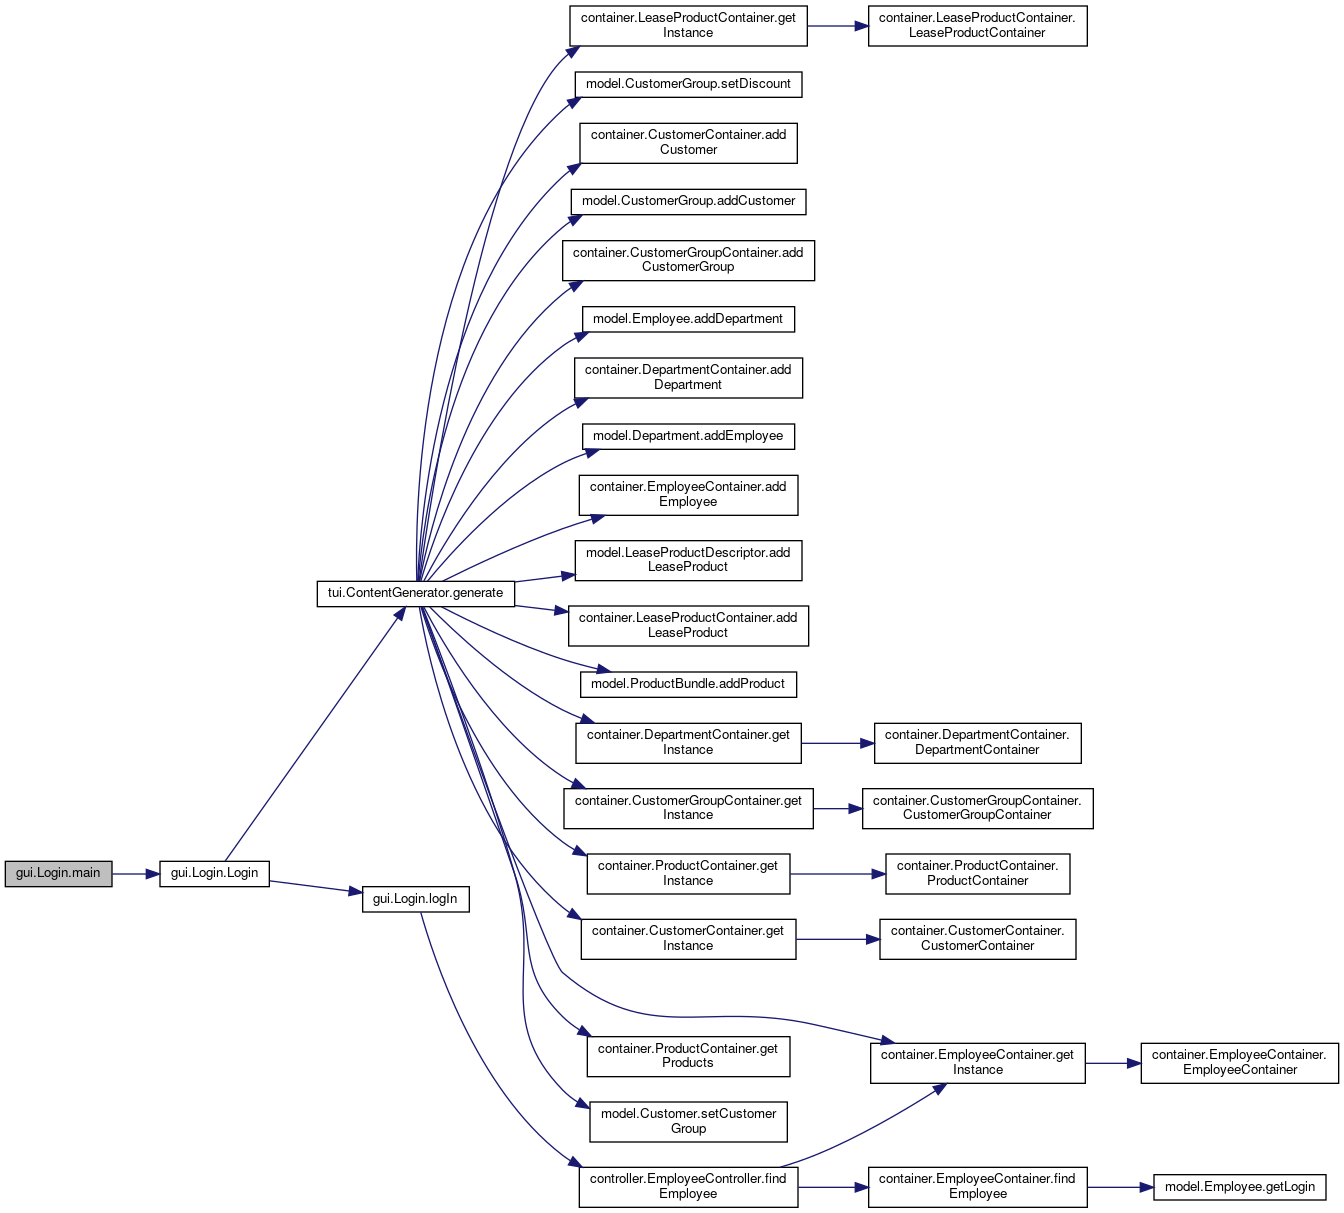 container.LeaseProductContainer.get
Instance
container.LeaseProductContainer.
LeaseProductContainer
model.CustomerGroup.setDiscount
container.CustomerContainer.add
Customer
model.CustomerGroup.addCustomer
container.CustomerGroupContainer.add
CustomerGroup
model.Employee.addDepartment
container.DepartmentContainer.add
Department
model.Department.addEmployee
container.EmployeeContainer.add
Employee
model.LeaseProductDescriptor.add
LeaseProduct
tui.ContentGenerator.generate
container.LeaseProductContainer.add
LeaseProduct
model.ProductBundle.addProduct
container.DepartmentContainer.get
Instance
container.DepartmentContainer.
DepartmentContainer
container.CustomerGroupContainer.get
Instance
container.CustomerGroupContainer.
CustomerGroupContainer
gui.Login.main
gui.Login.Login
container.ProductContainer.get
Instance
container.ProductContainer.
ProductContainer
gui.Login.logIn
container.CustomerContainer.get
Instance
container.CustomerContainer.
CustomerContainer
container.ProductContainer.get
Products
container.EmployeeContainer.get
Instance
container.EmployeeContainer.
EmployeeContainer
model.Customer.setCustomer
Group
controller.EmployeeController.find
Employee
container.EmployeeContainer.find
Employee
model.Employee.getLogin